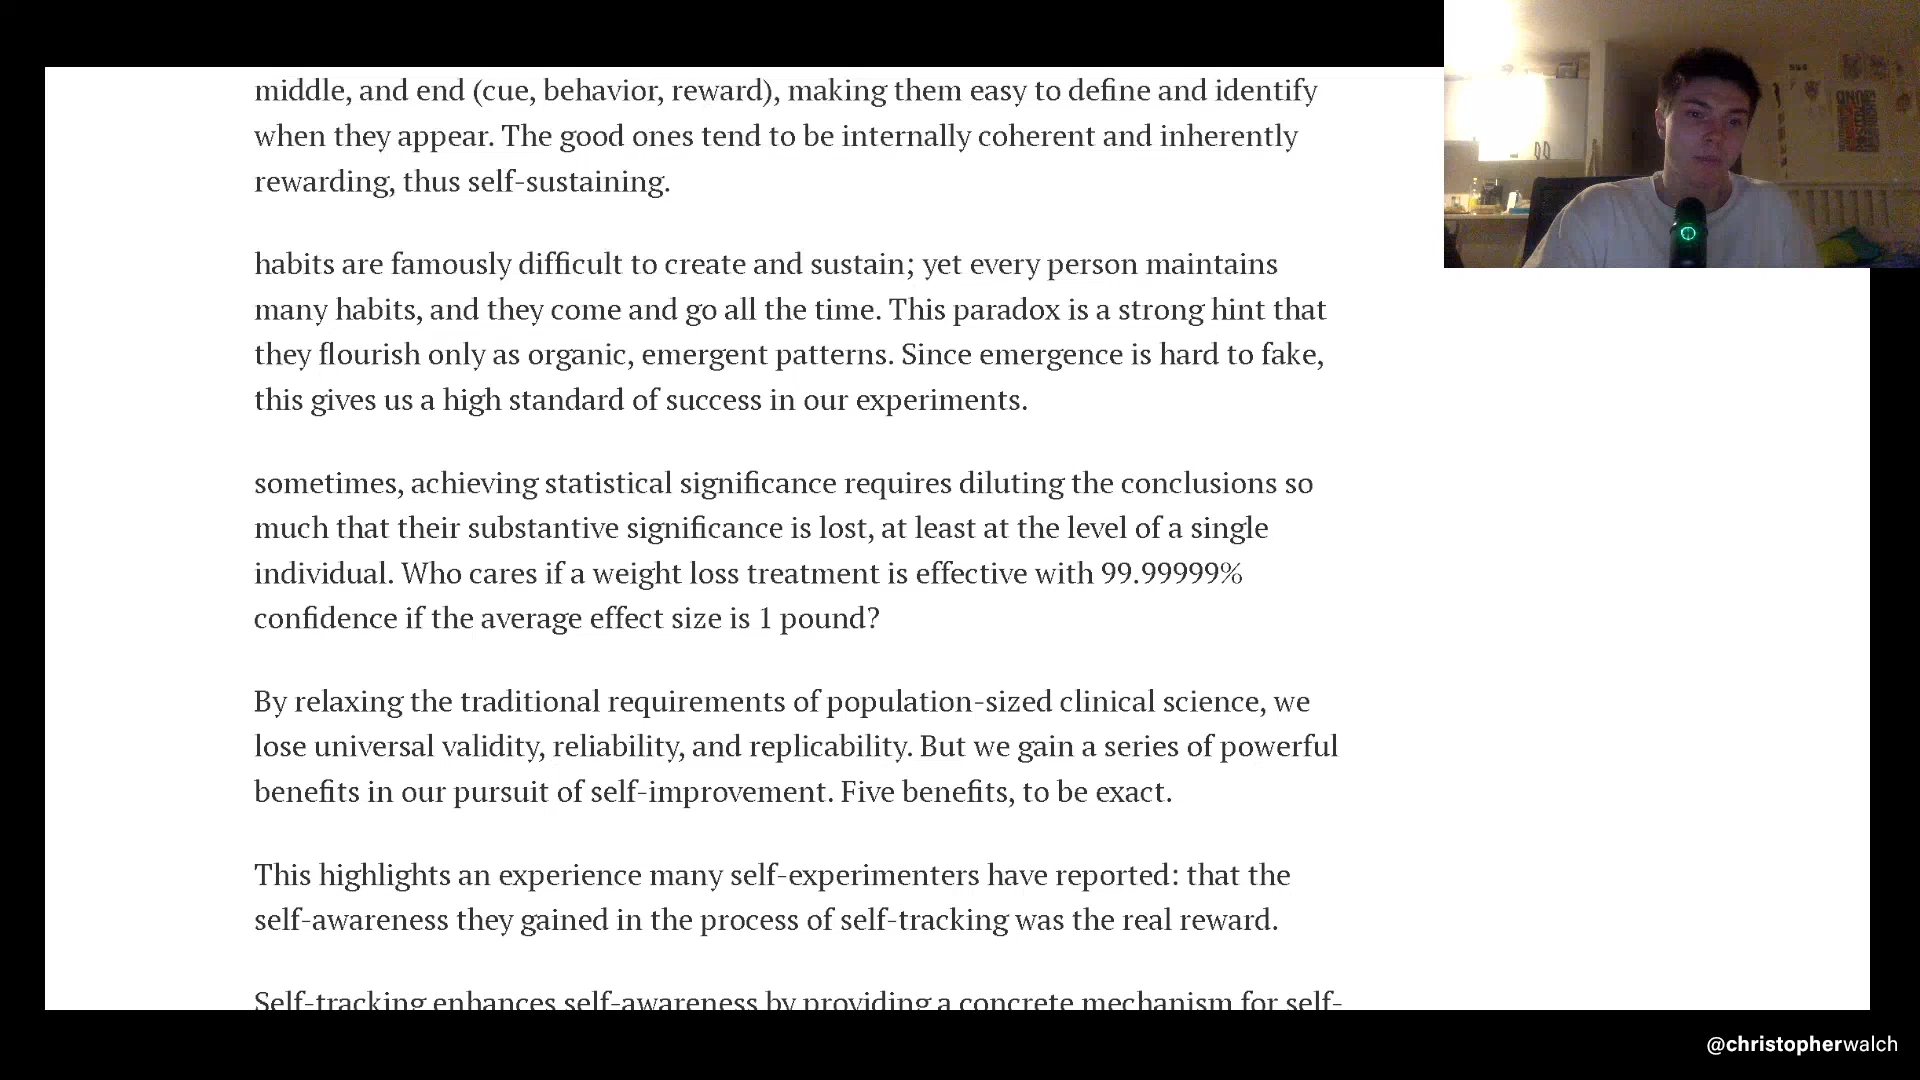 middle, and end (cue, behavior, reward), making them easy to define and identify
when they appear. The good ones tend to be internally coherent and inherently
rewarding, thus self-sustaining.
habits are famously difficult to create and sustain; yet every person maintains
many habits, and they come and go all the time. This paradox is a strong hint that
they flourish only as organic, emergent patterns. Since emergence is hard to fake,
this gives us a high standard of success in our experiments.
sometimes, achieving statistical significance requires diluting the conclusions so
much that their substantive significance is lost, at least at the level of a single
individual. Who cares if a weight loss treatment is effective with 99.99999%
confidence if the average effect size is 1 pound?
By relaxing the traditional requirements of population-sized clinical science, we
lose universal validity, reliability, and replicability. But we gain a series of powerful
benefits in our pursuit of self-improvement. Five benefits, to be exact.
This highlights an experience many self-experimenters have reported: that the
self-awareness they gained in the process of self-tracking was the real reward.
Self-tracking enhances self-awareness by providing a concrete mechanism for self-
@christopherwalch